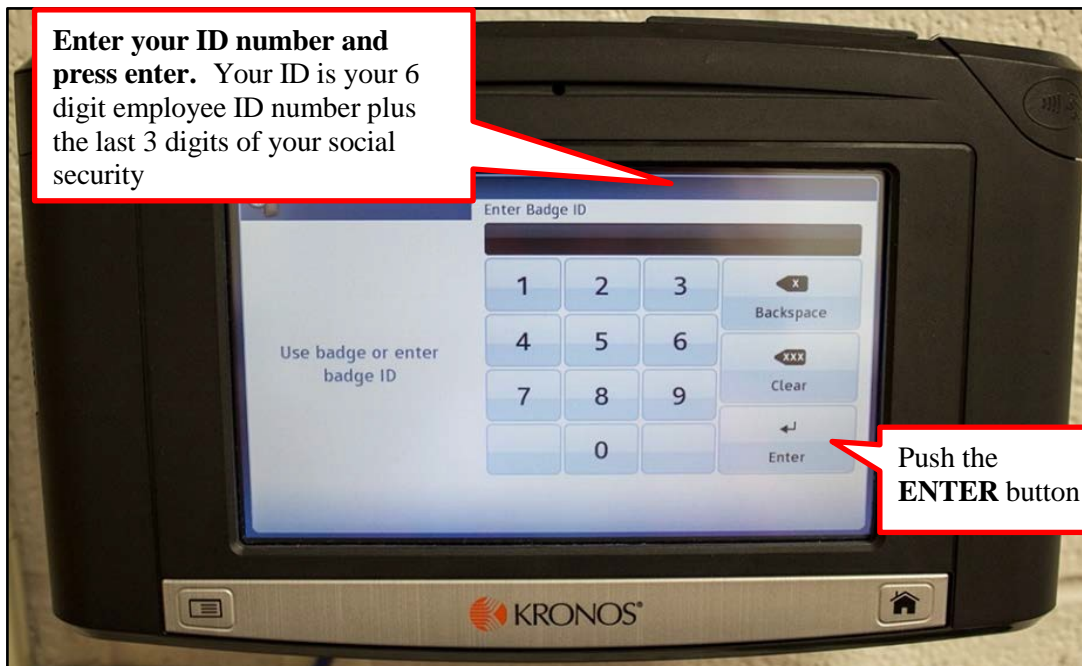 Enter your ID number and
press enter. Your ID is your 6
digit employee ID number plus
the last 3 digits of your social
security
Enter Badge ID
Use badge or enter
badge ID
1
2
3
X
Backspace
4
5
6
XXX
Clear
7
8
9
Enter
0
Push the
ENTER button
KRONOS®